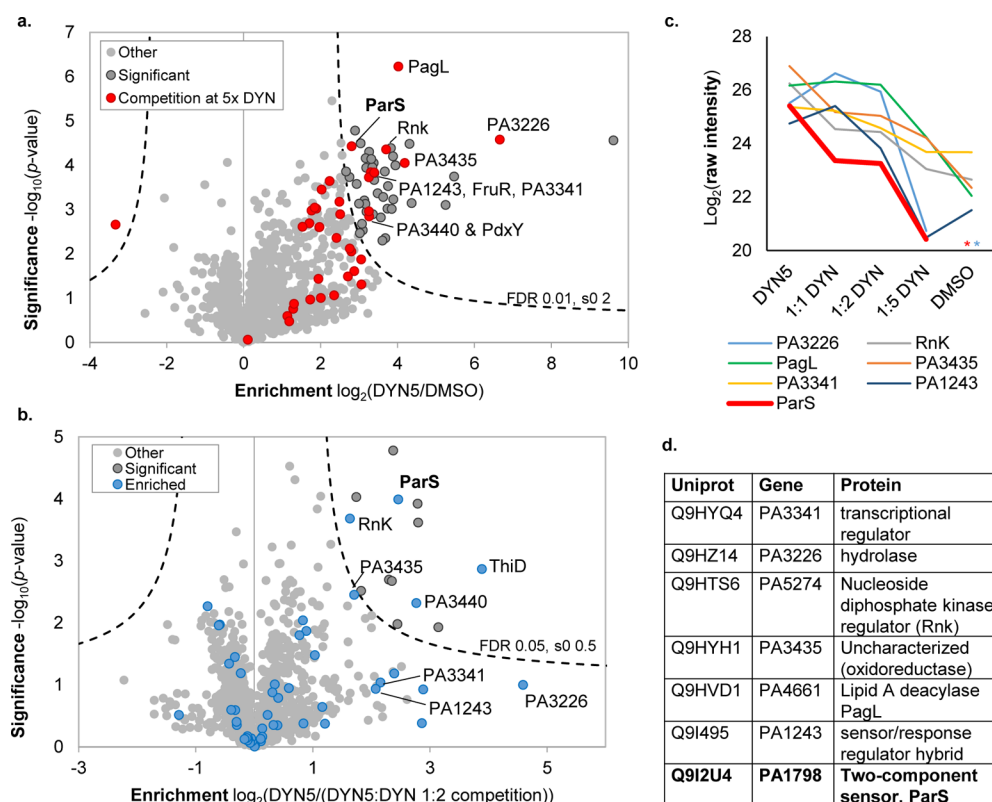 a.
7
6
5
4
3
2
1
0
-4
-2
0
2
4
6
8
10
Significance -log10(p-value)
Enrichment log2(DYN5/DMSO)
Other
Significant
Competition at 5x DYN
PagL
ParS
Rnk
PA3226
PA3435
PA1243, FruR, PA3341
PA3440 & PdxY
FDR 0.01, s0 2
b.
5
4
3
2
1
0
-3
-1
1
3
5
Significance -log10(p-value)
Enrichment log2(DYN5/(DYN5:DYN 1:2 competition))
Other
Significant
Enriched
ParS
RnK
PA3435
ThiD
PA3440
FDR 0.05, s0 0.5
PA3341
PA1243
PA3226
c.
28
26
24
22
20
Log2(raw intensity)
DYN5
1:1 DYN
1:2 DYN
1:5 DYN
DMSO
* *
PA3226
RnK
PagL
PA3435
PA3341
PA1243
ParS
d.
Uniprot Gene Protein
Q9HYQ4 PA3341 transcriptional
regulator
Q9HZ14 PA3226 hydrolase
Q9HTS6 PA5274 Nucleoside
diphosphate kinase
regulator (Rnk)
Q9HYH1 PA3435 Uncharacterized
(oxidoreductase)
Q9HVD1 PA4661 Lipid A deacylase
PagL
Q9I495 PA1243 sensor/response
regulator hybrid
Q9I2U4 PA1798 Two-component
sensor, ParS